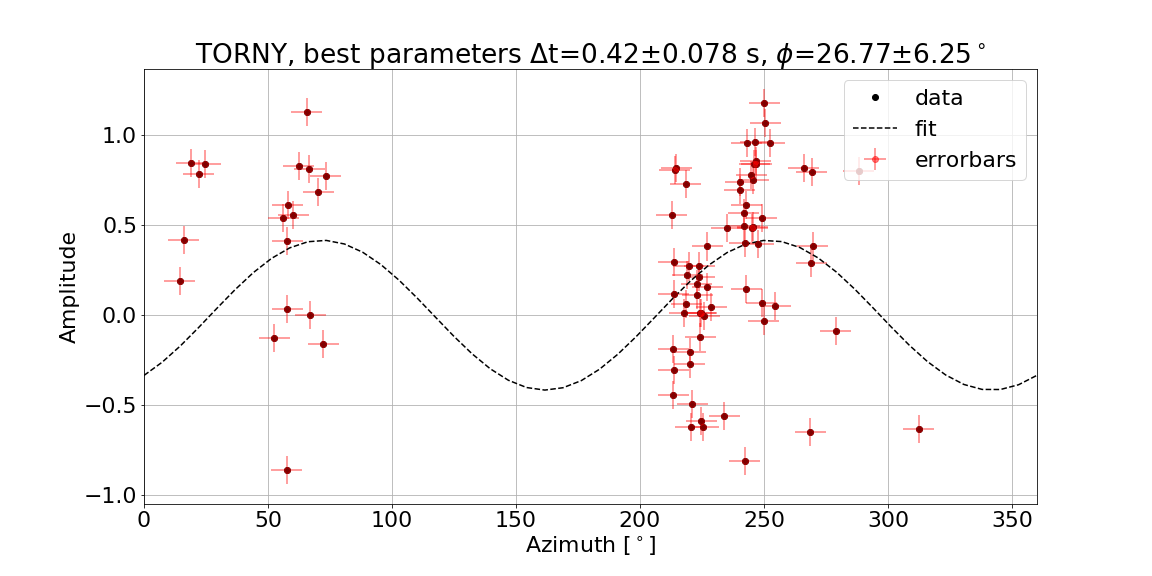 TORNY, best parameters Δt=0.42±0.078 s, ϕ=26.77±6.25°
data
fit
errorbars
Amplitude
1.0
0.5
0.0
−0.5
−1.0
0 50 100 150 200 250 300 350
Azimuth [°]